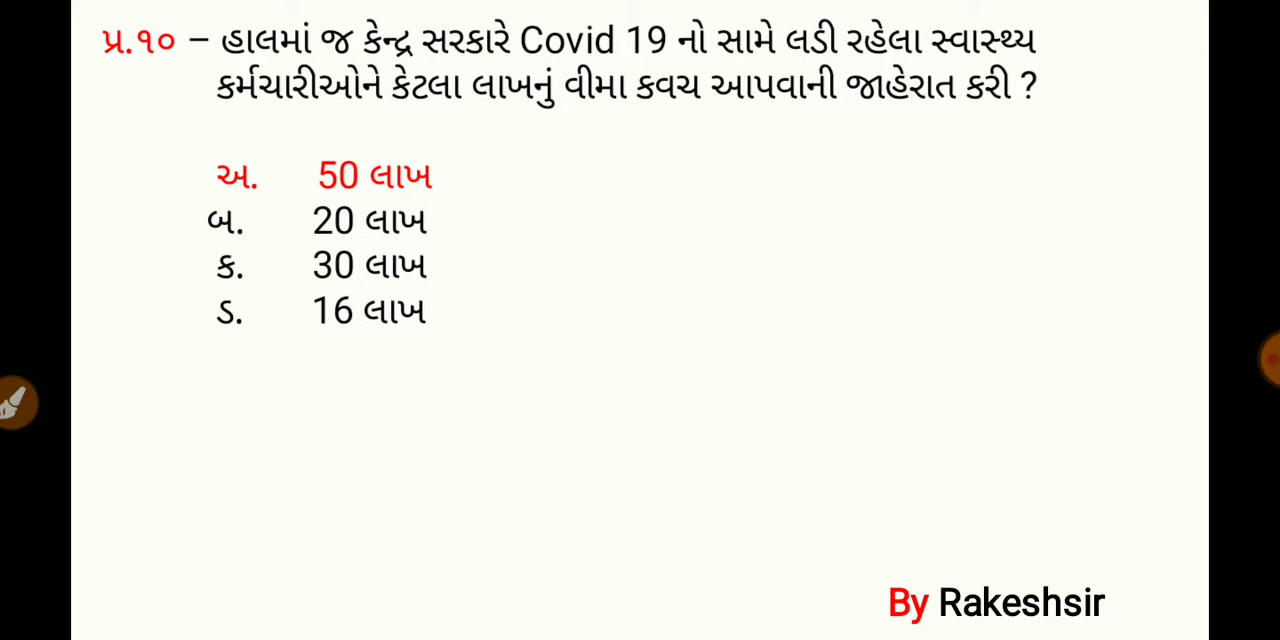 પ્ર.૧૦ – હાલમાં જ કેન્દ્ર સરકારે Covid 19 નો સામે લડી રહેલા સ્વાસ્થ્ય
કર્મચારીઓને કેટલા લાખનું વીમા કવચ આપવાની જાહેરાત કરી ?
અ. 50 લાખ
બ. 20 લાખ
ક. 30 લાખ
ડ. 16 લાખ
By Rakeshsir